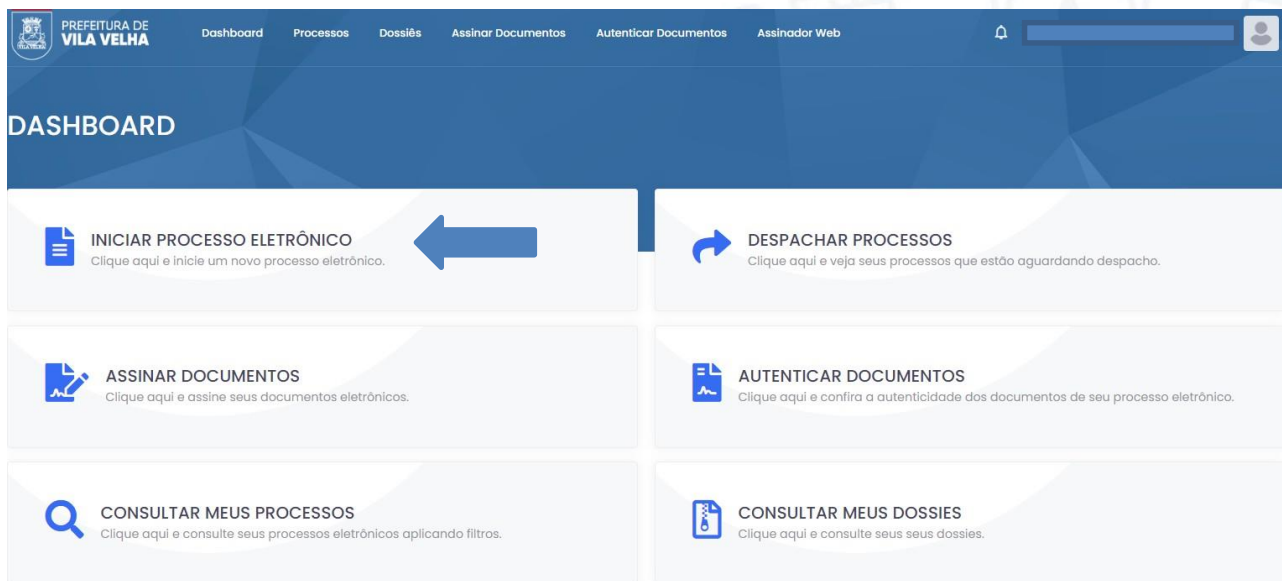 PREFEITURA DE
VILA VELHA
Dashboard Processos Dossiês Assinar Documentos Autenticar Documentos Assinador Web
DASHBOARD
INICIAR PROCESSO ELETRÔNICO
Clique aqui e inicie um novo processo eletrônico.
DESPACHAR PROCESSOS
Clique aqui e veja seus processos que estão aguardando despacho.
ASSINAR DOCUMENTOS
Clique aqui e assine seus documentos eletrônicos.
AUTENTICAR DOCUMENTOS
Clique aqui e confira a autenticidade dos documentos de seu processo eletrônico.
CONSULTAR MEUS PROCESSOS
Clique aqui e consulte seus processos eletrônicos aplicando filtros.
CONSULTAR MEUS DOSSIES
Clique aqui e consulte seus seus dossies.